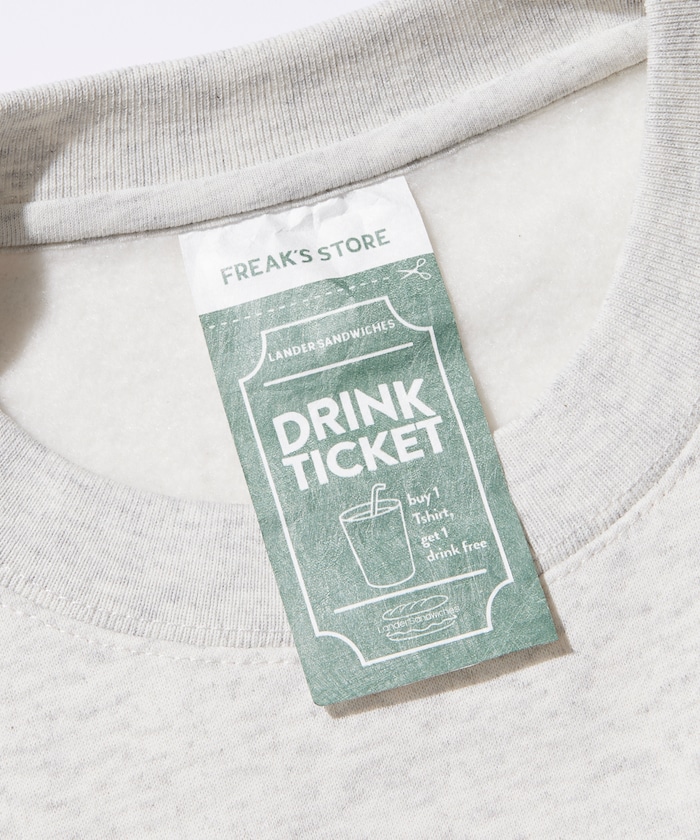 FREAK'S STORE
LANDER SANDWICHES
DRINK
TICKET
buy 1
Tshirt,
get 1
drink free
LanderSandwiches